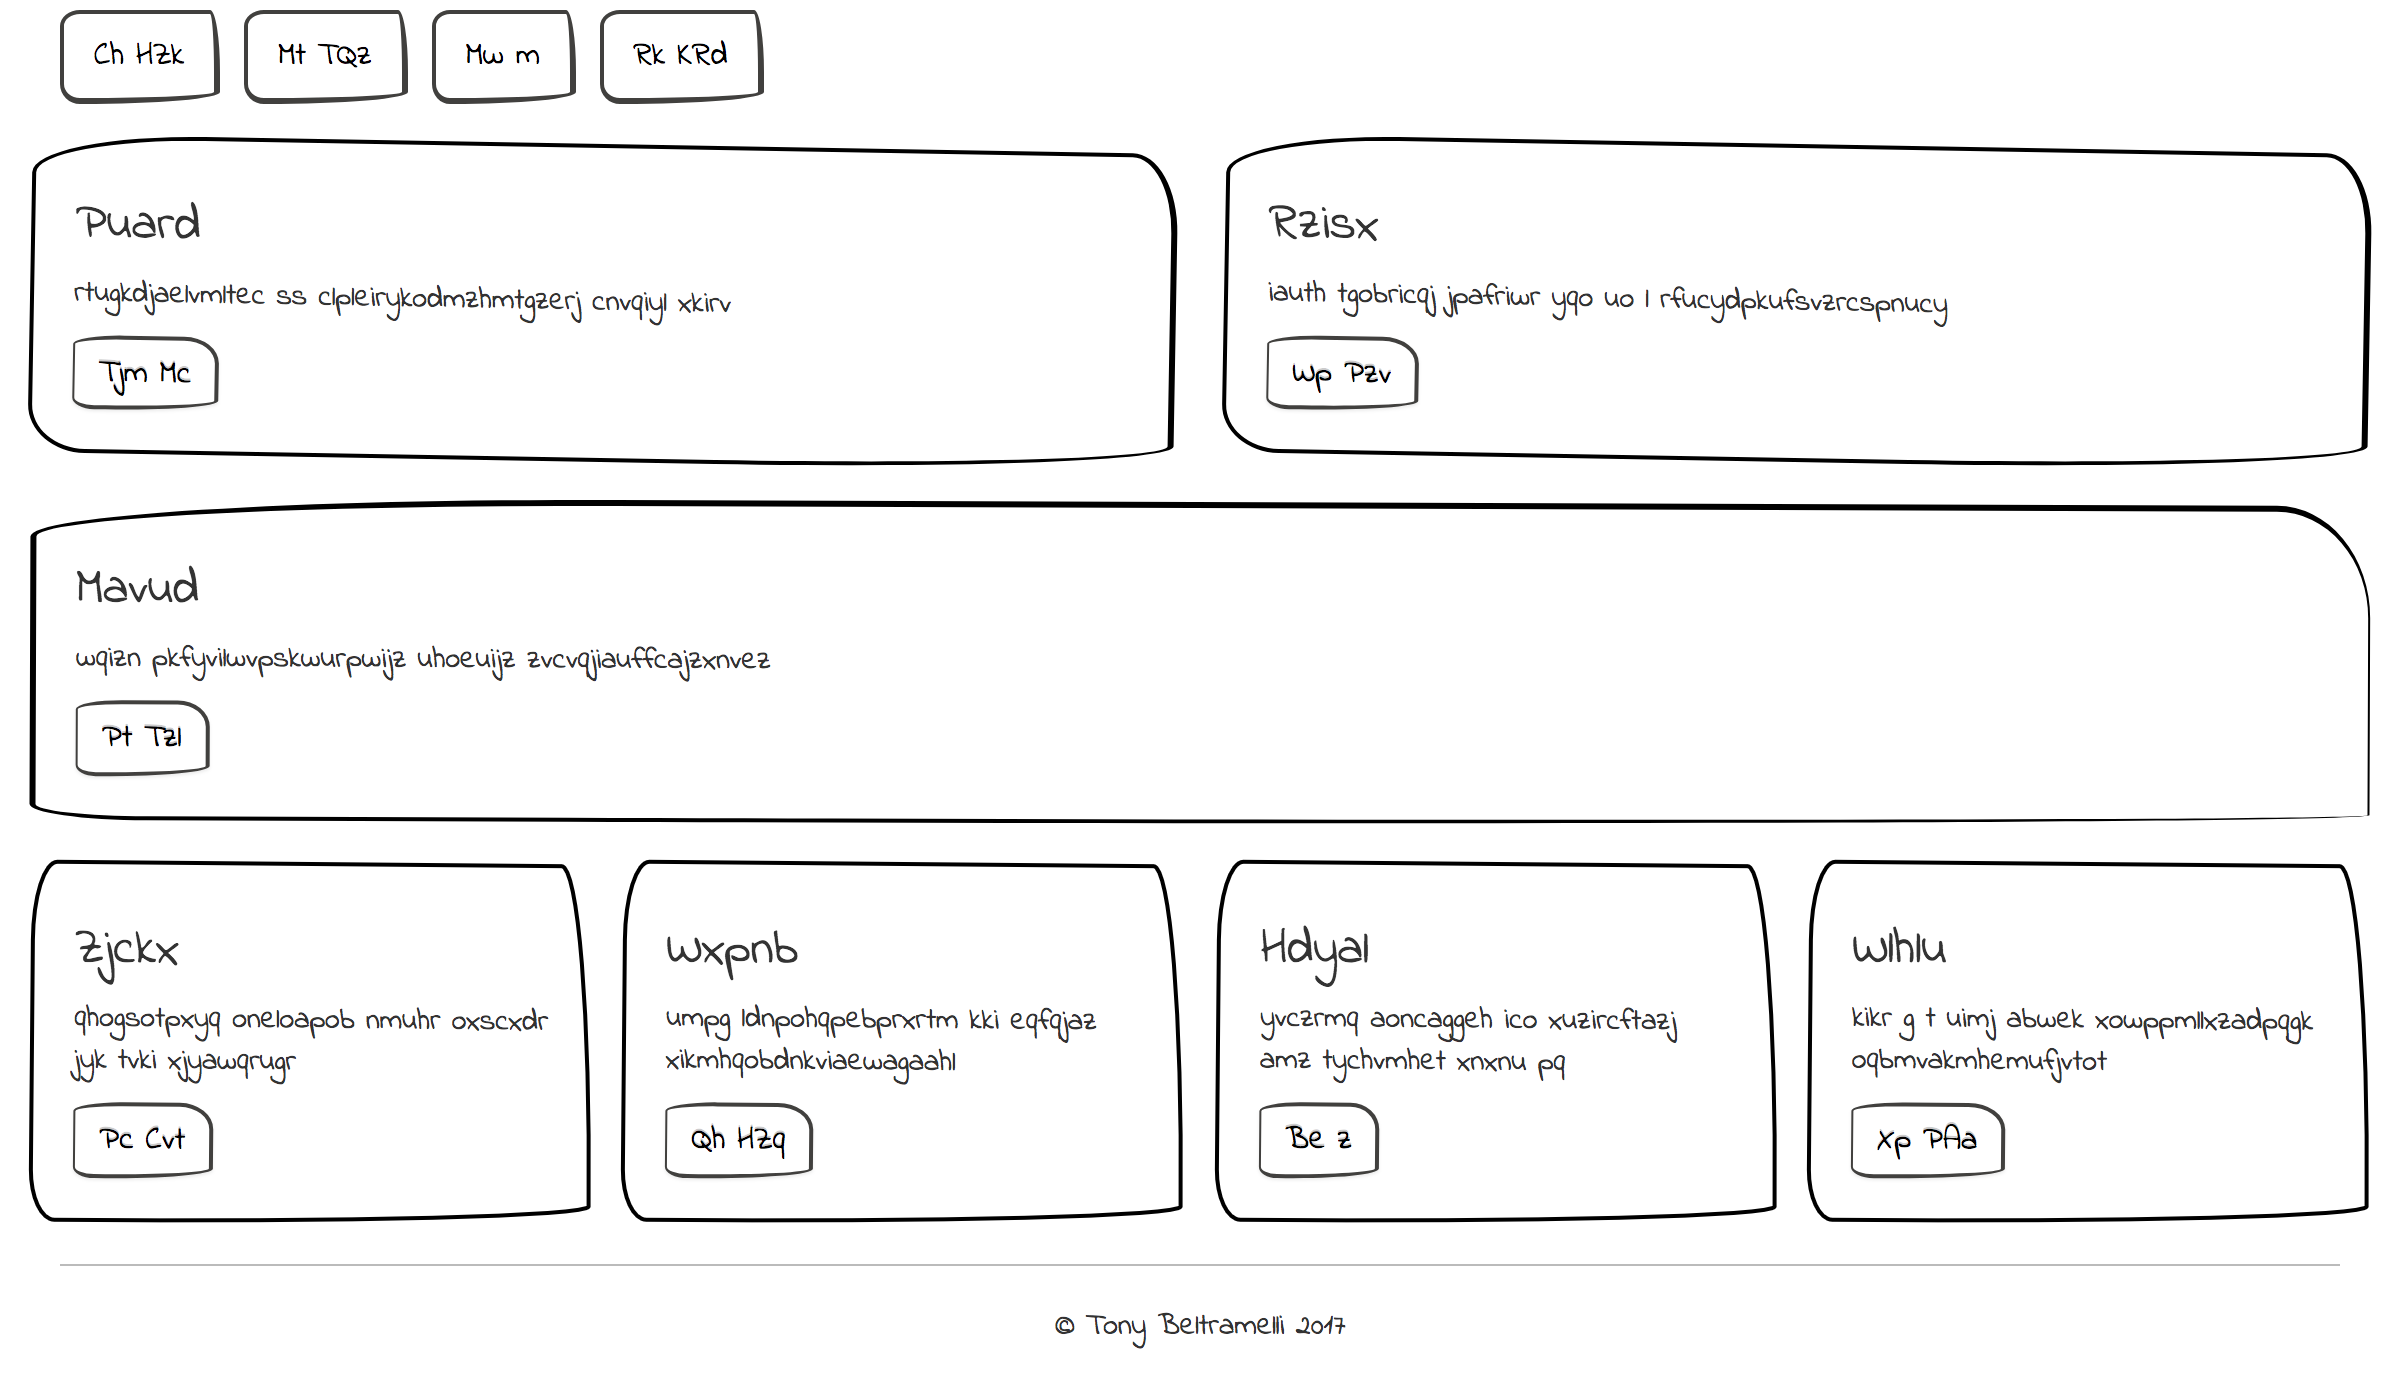 Ch HZk
Mt TQz
Mw m
Rk KRd
Puard
rtugkdjaelvmltec ss clpleirykodmzhmtgzerj cnvqiyl xkirv
Tjm Mc
Rzisx
iauth tgobricqj jpafriwr yqo uo l rfucydpkufsvzrcspnucy
Wp PZv
Mavud
wqizn pkfyvilwvpskwurpwijz uhoeuijz zvcvqjiauffcajzxnvez
Pt TZl
Zjckx
qhogsotpxyq oneloapob nmuhr oxscxdr
jyk tvki xjyawqrugr
Pc Cvt
Wxpnb
umpg ldnpohqpebprxrtm kki eqfqjaz
xikmhqobdnkviaewagaahl
Qh HZq
Hdyal
yvczrmq aoncaggeh ico xuzircftazj
amz tychvmhet xnxnu pq
Be z
Wlhlu
kikr g t uimj abwek xowppmllxzadpqgk
oqbmvakmhemufjvtot
Xp PAa
© Tony Beltramelli 2017